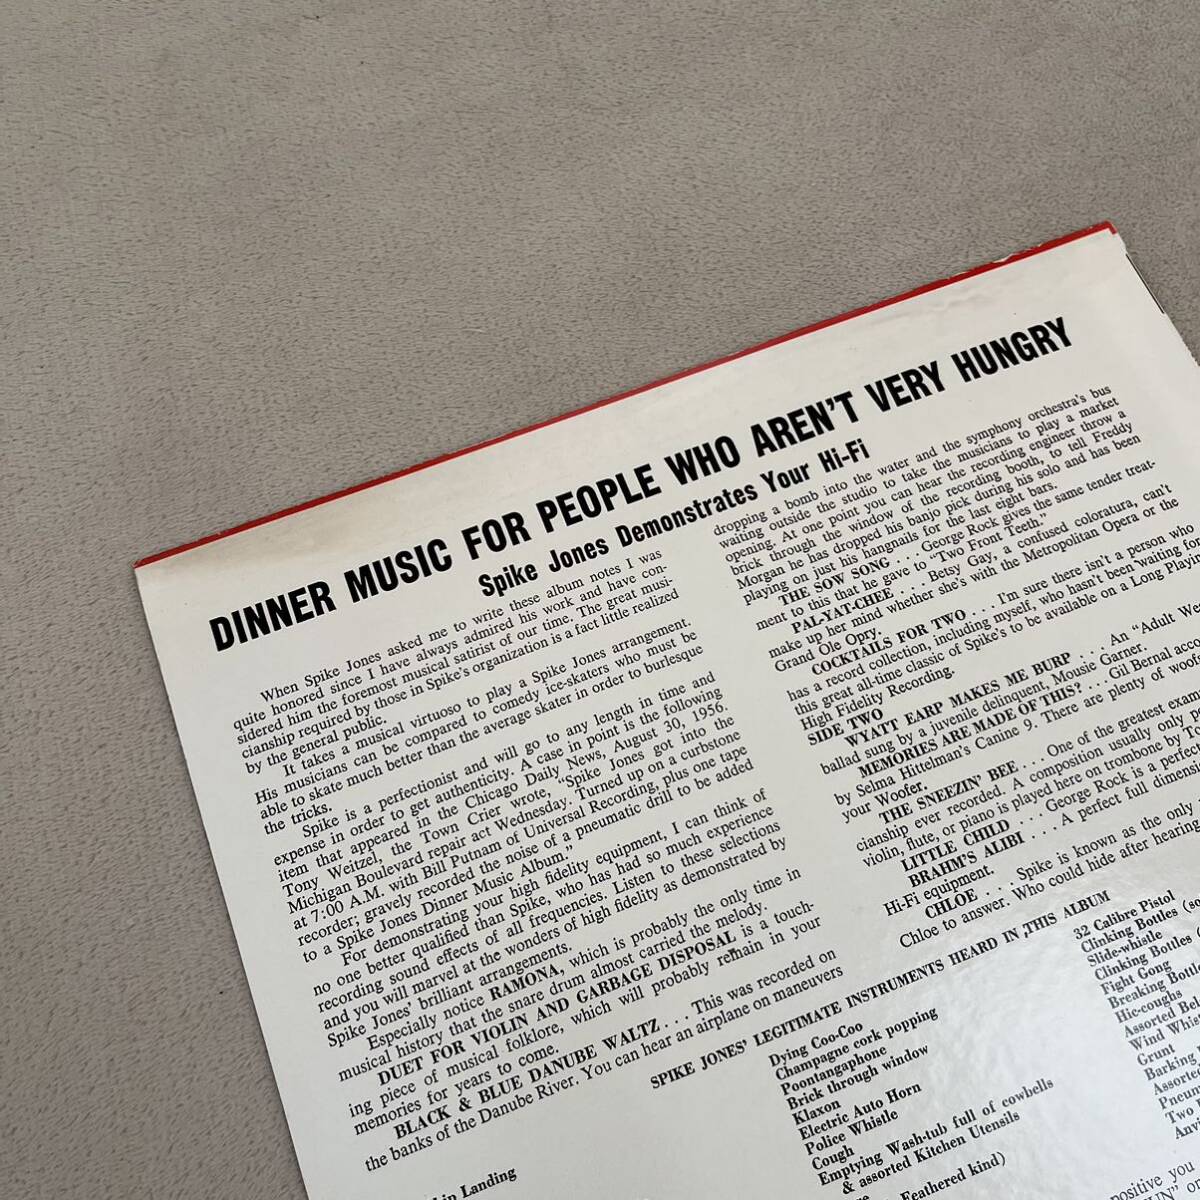 DINNER MUSIC FOR PEOPLE WHO AREN'T VERY HUNGRY
Spike Jones Demonstrates Your Hi-Fi
When Spike Jones asked me to write these album notes I was
quite honored since I have always admired his work and have con-
sidered him the foremost musical satirist of our time. The great musi-
cianship required by those in Spike's organization is a fact little realized
by the general public.
It takes a musical virtuoso to play a Spike Jones arrangement.
His musicians can be compared to comedy ice-skaters who must be
able to skate much better than the average skater in order to burlesque
the tricks.
Spike is a perfectionist and will go to any length in time and
expense in order to get authenticity. A case in point is the following
item that appeared in the Chicago Daily News, August 30, 1956.
Tony Weitzel, the Town Crier wrote, "Spike Jones got into the
Michigan Boulevard repair act Wednesday. Turned up on a curbstone
at 7:00 A.M. with Bill Putnam of Universal Recording, plus one tape
recorder; gravely recorded the noise of a pneumatic drill to be added
to a Spike Jones Dinner Music Album."
For demonstrating your high fidelity equipment, I can think of
no one better qualified than Spike, who has had so much experience
recording sound effects of all frequencies. Listen to these selections
and you will marvel at the wonders of high fidelity as demonstrated by
Spike Jones' brilliant arrangements.
Especially notice RAMONA, which is probably the only time in
musical history that the snare drum almost carried the melody.
DUET FOR VIOLIN AND GARBAGE DISPOSAL is a touch-
ing piece of musical folklore, which will probably remain in your
memories for years to come.
BLACK & BLUE DANUBE WALTZ . . . This was recorded on
the banks of the Danube River. You can hear an airplane on maneuvers
dropping a bomb into the water and the symphony orchestra's bus
waiting outside the studio to take the musicians to play a market
opening. At one point you can hear the recording engineer throw a
brick through the window of the recording booth, to tell Freddy
Morgan he has dropped his banjo pick during his solo and has been
playing on just his hangnails for the last eight bars.
THE SOW SONG . . . George Rock gives the same tender treat-
ment to this that he gave to "Two Front Teeth."
PAL-YAT-CHEE . . . Betsy Gay, a confused coloratura, can't
make up her mind whether she's with the Metropolitan Opera or the
Grand Ole Opry.
COCKTAILS FOR TWO . . . I'm sure there isn't a person who
has a record collection, including myself, who hasn't been waiting for
this great all-time classic of Spike's to be available on a Long Playing
High Fidelity Recording.
SIDE TWO
WYATT EARP MAKES ME BURP . . . An "Adult We
ballad sung by a juvenile delinquent, Mousie Garner.
MEMORIES ARE MADE OF THIS? . . . Gil Bernal acco
by Selma Hittelman's Canine 9. There are plenty of woofe
your Woofer.
THE SNEEZIN' BEE . . . One of the greatest exam
cianship ever recorded. A composition usually only pe
violin, flute, or piano is played here on trombone by To
LITTLE CHILD . . . George Rock is a perfe
BRAHM'S ALIBI . . . A perfect full dimensi
Hi-Fi equipment.
CHLOE . . . Spike is known as the only
Chloe to answer. Who could hide after hearing
SPIKE JONES' LEGITIMATE INSTRUMENTS HEARD IN THIS ALBUM
Landing
Dying Coo-Coo
Champagne cork popping
Poontangaphone
Brick through window
Klaxon
Electric Auto Horn
Police Whistle
Cough
Emptying Wash-tub full of cowbells
& assorted Kitchen Utensils
Feathered kind)
32 Calibre Pistol
Clinking Bottles (so
Slide-whistle
Clinking Bottles (
Fight Gong
Breaking Bottl
Hic-coughs
Assorted Bel
Wind Whist
Grunt
Barking
Assorte
Pneum
Two
Anvi
positive you